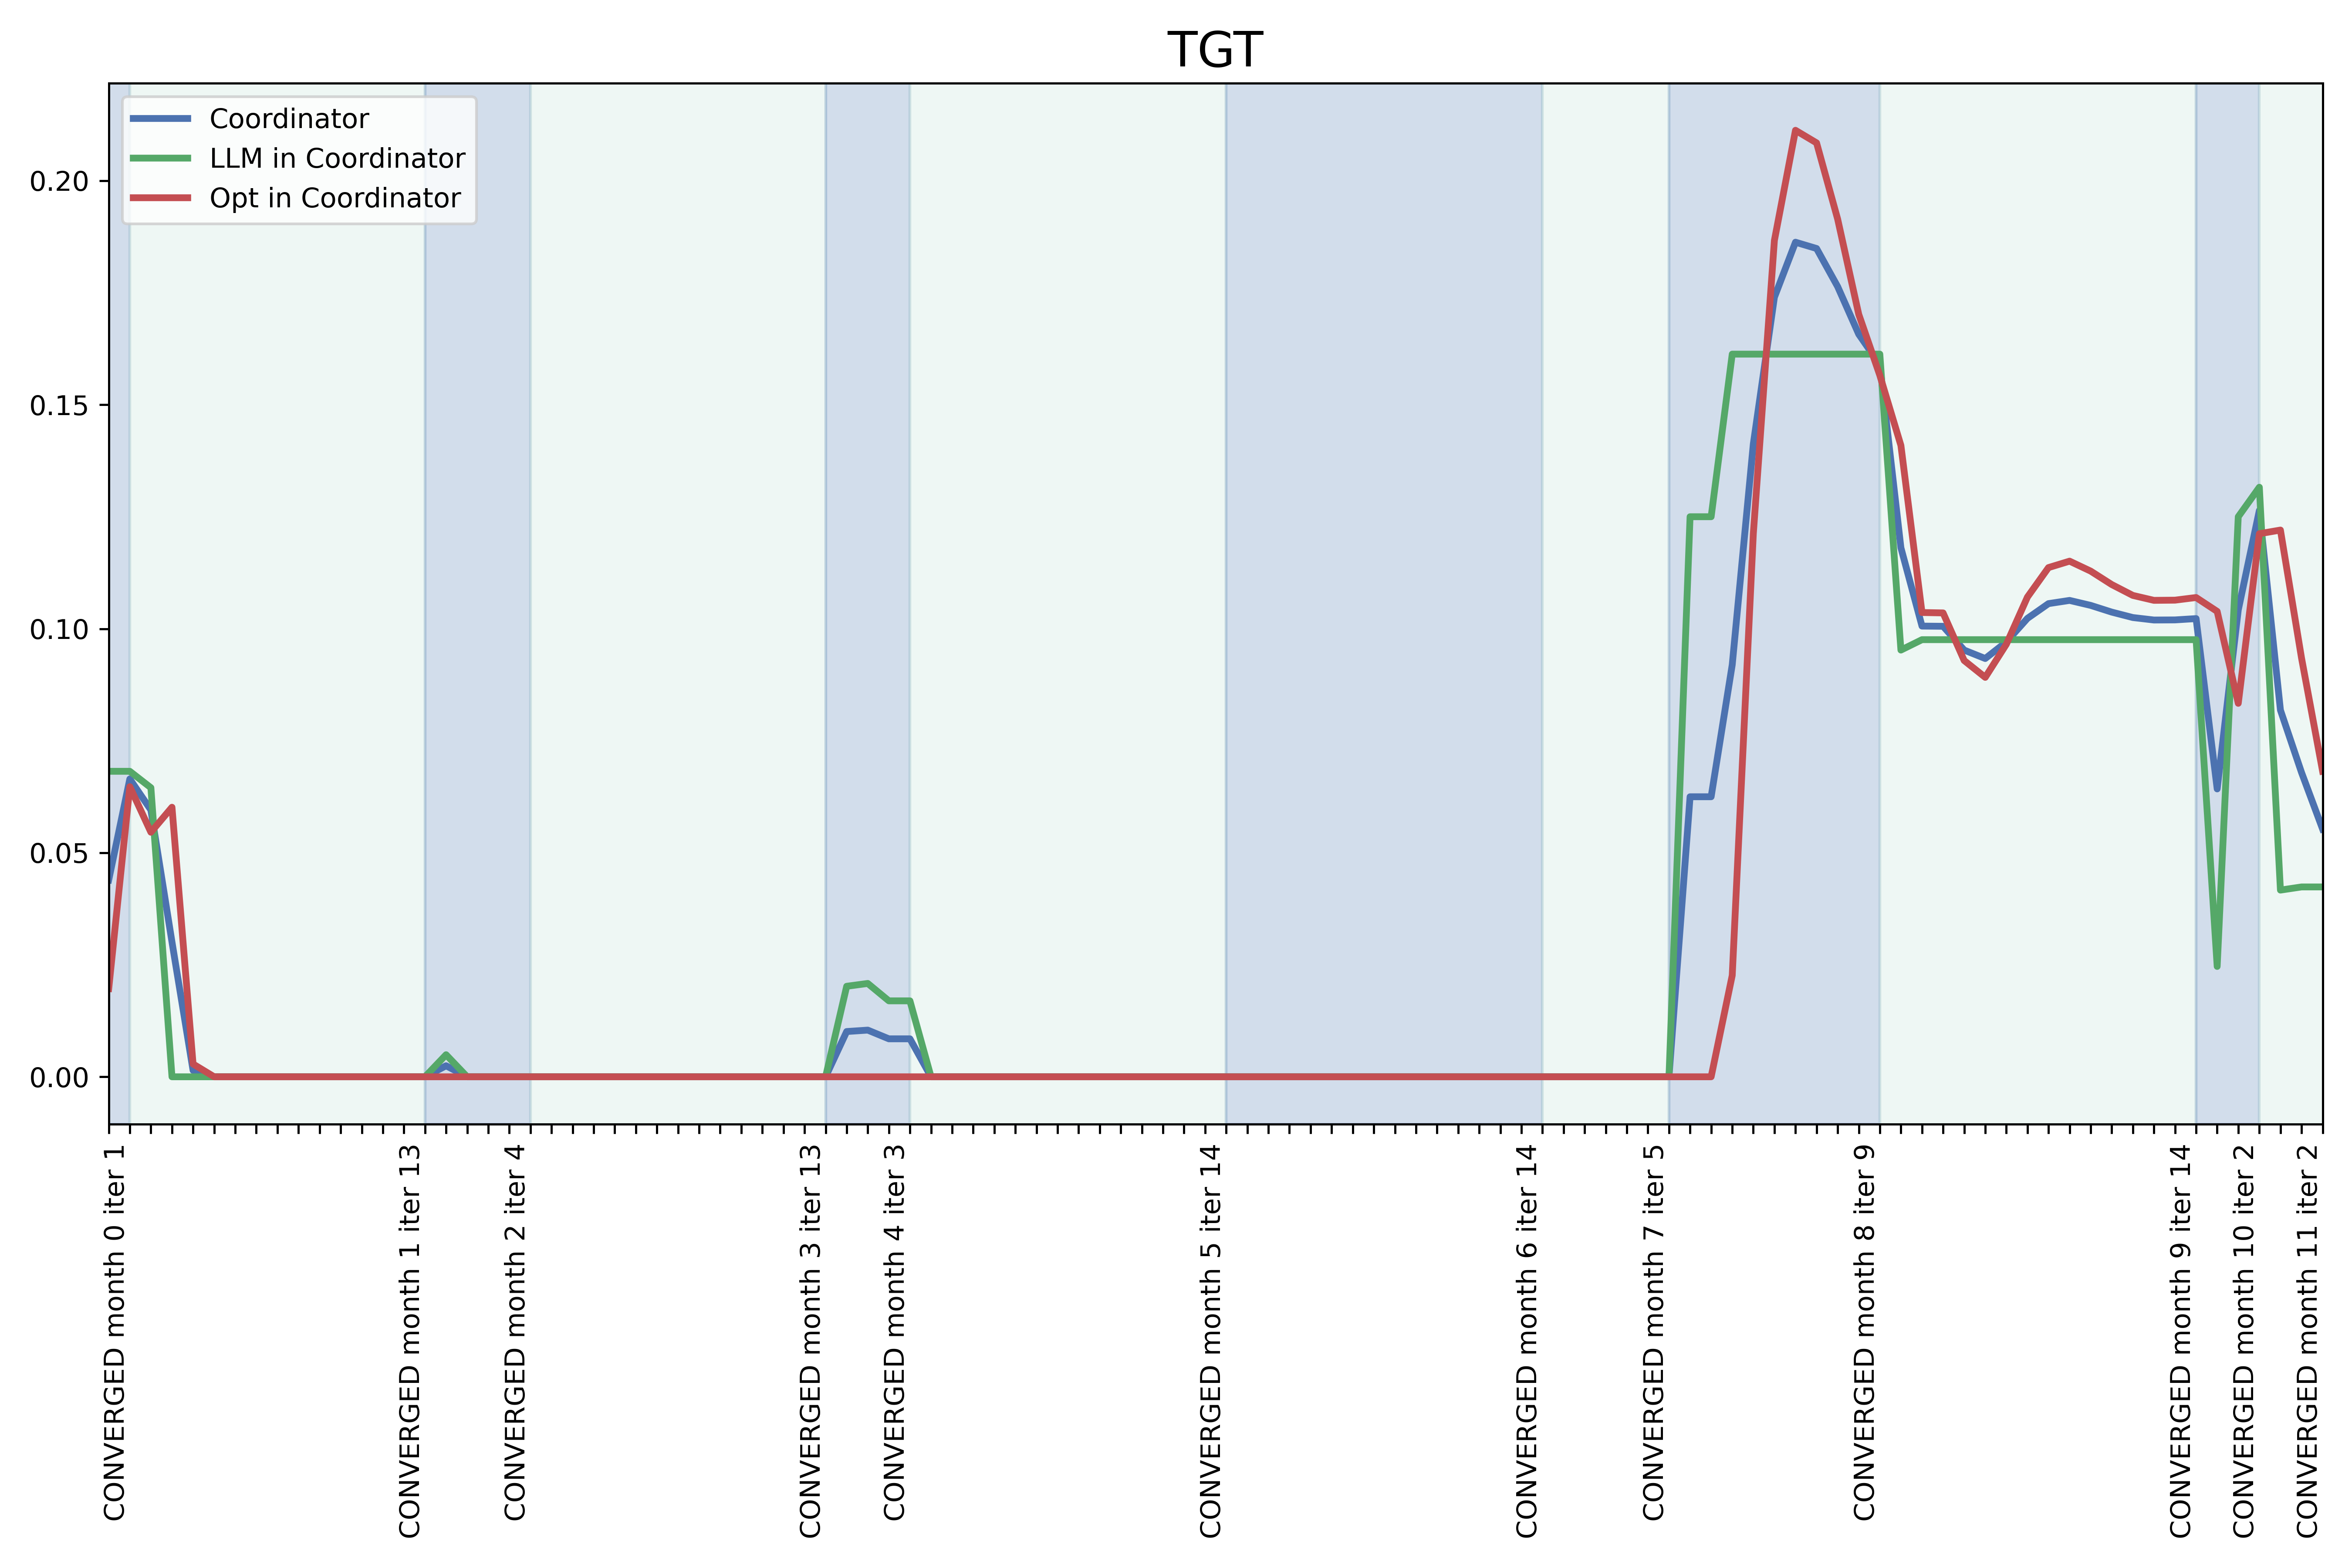 TGT
Coordinator
LLM in Coordinator
Opt in Coordinator
0.20
0.15
0.10
0.05
0.00
CONVERGED month 0 iter 1
CONVERGED month 1 iter 13
CONVERGED month 2 iter 4
CONVERGED month 3 iter 13
CONVERGED month 4 iter 3
CONVERGED month 5 iter 14
CONVERGED month 6 iter 14
CONVERGED month 7 iter 5
CONVERGED month 8 iter 9
CONVERGED month 9 iter 14
CONVERGED month 10 iter 2
CONVERGED month 11 iter 2